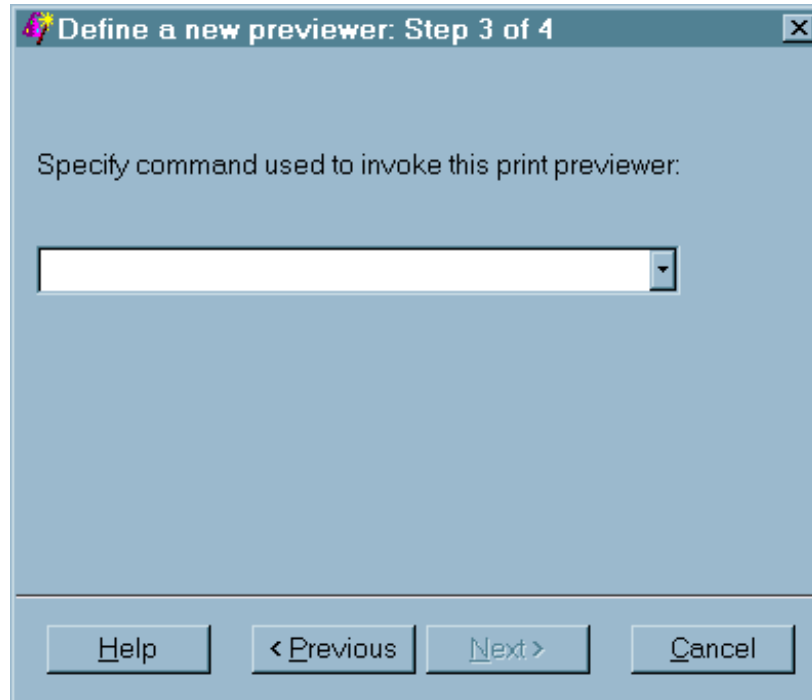 Define a new previewer: Step 3 of 4
Specify command used to invoke this print previewer:
Help
< Previous
Next >
Cancel